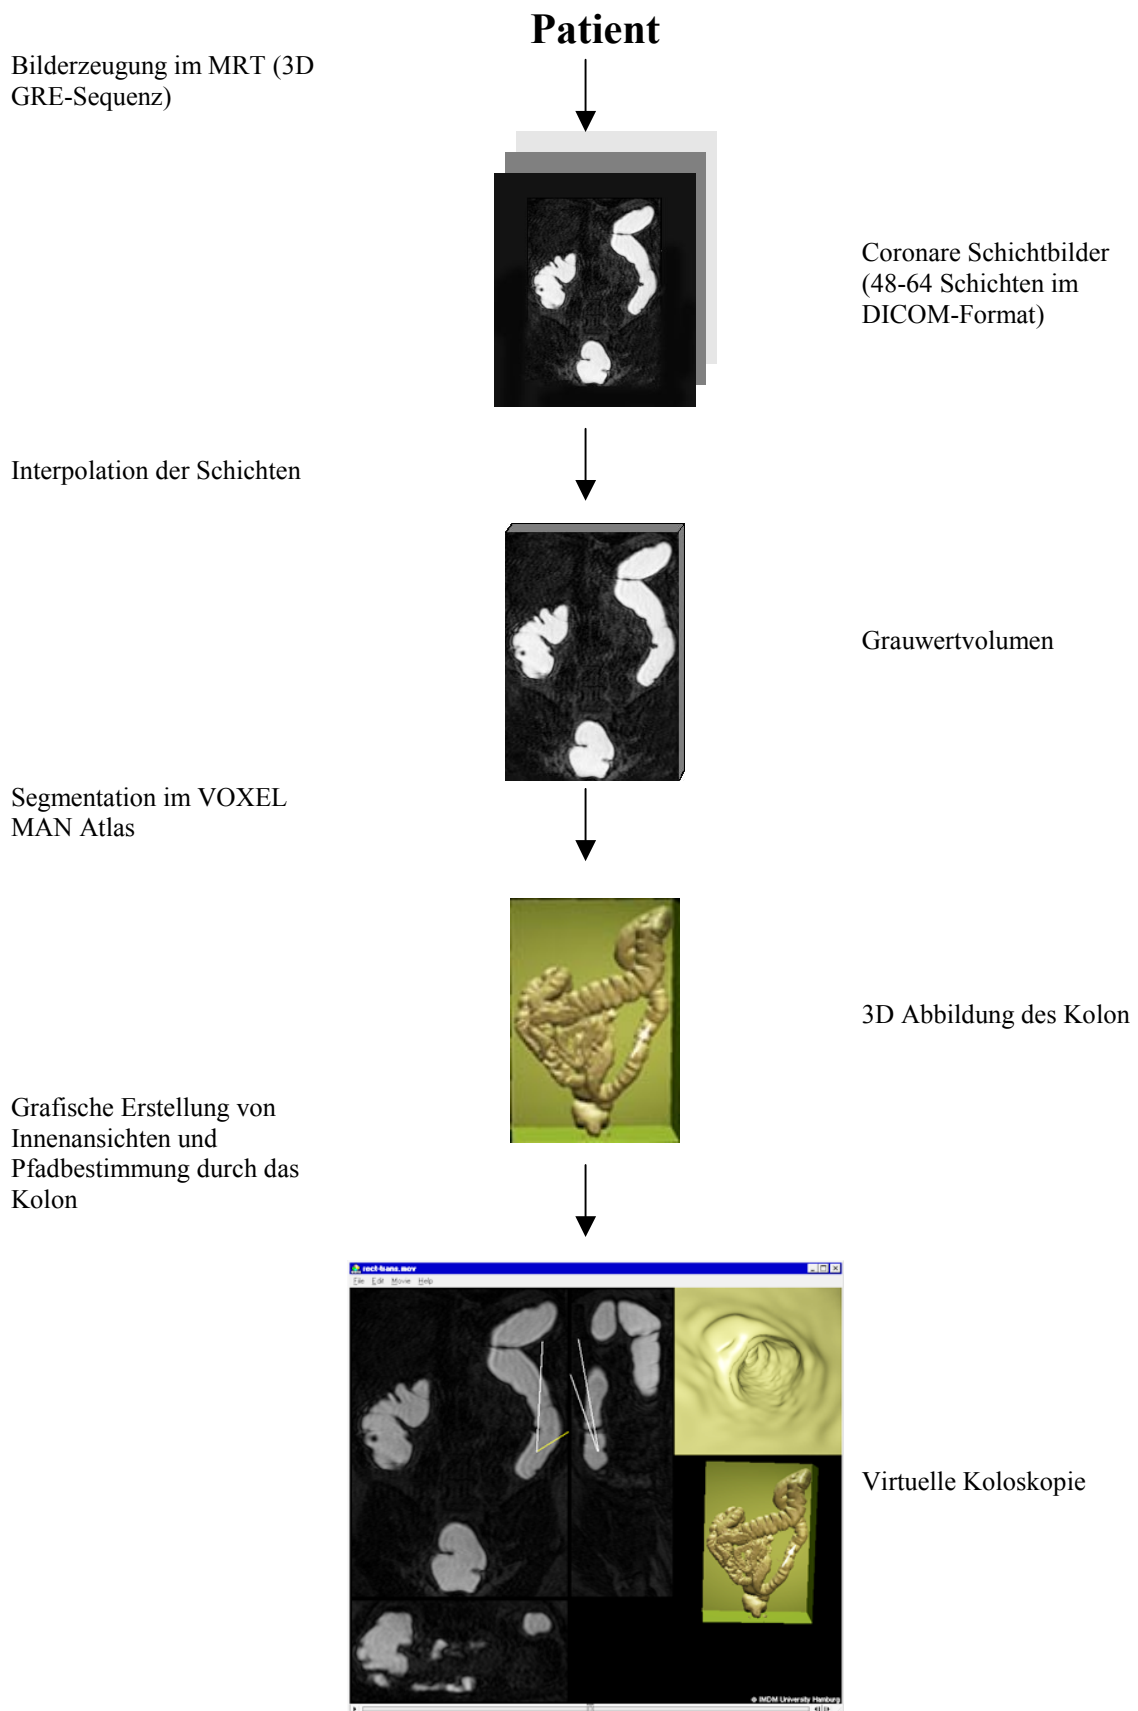 Patient
Bilderzeugung im MRT (3D
GRE-Sequenz)
Coronare Schichtbilder
(48-64 Schichten im
DICOM-Format)
Interpolation der Schichten
Grauwertvolumen
Segmentation im VOXEL
MAN Atlas
3D Abbildung des Kolon
Grafische Erstellung von
Innenansichten und
Pfadbestimmung durch das
Kolon
rect-trans.mov
File Edit Movie Help
Virtuelle Koloskopie
© IMDM University Hamburg